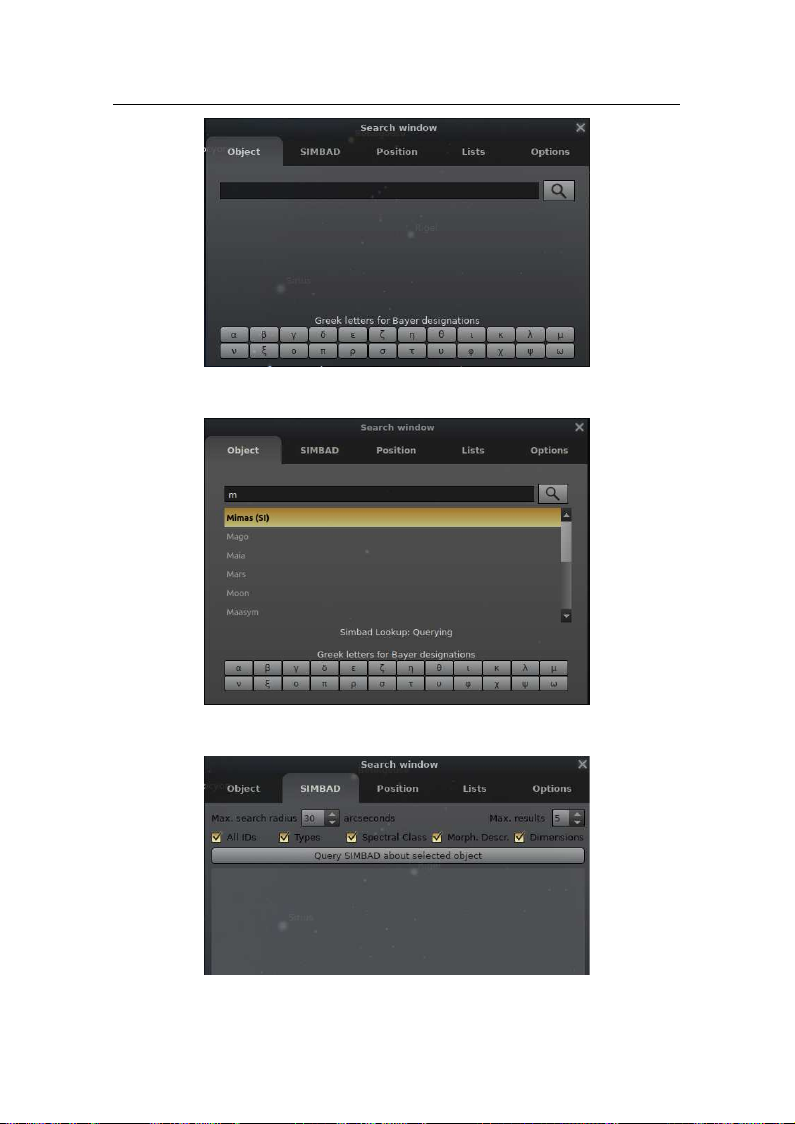 Search window
Object SIMBAD Position Lists Options
Greek letters for Bayer designations
α β γ δ ε ζ η θ ι κ λ μ
ν ξ ο π ρ σ τ υ φ χ ψ ω
Search window
Object SIMBAD Position Lists Options
m
Mimas (SI)
Mago
Maia
Mars
Moon
Maasym
Simbad Lookup: Querying
Greek letters for Bayer designations
α β γ δ ε ζ η θ ι κ λ μ
ν ξ ο π ρ σ τ υ φ χ ψ ω
Search window
Object SIMBAD Position Lists Options
Max. search radius 30 arcseconds Max. results 5
All IDs Types Spectral Class Morph. Descr. Dimensions
Query SIMBAD about selected object
Sirius